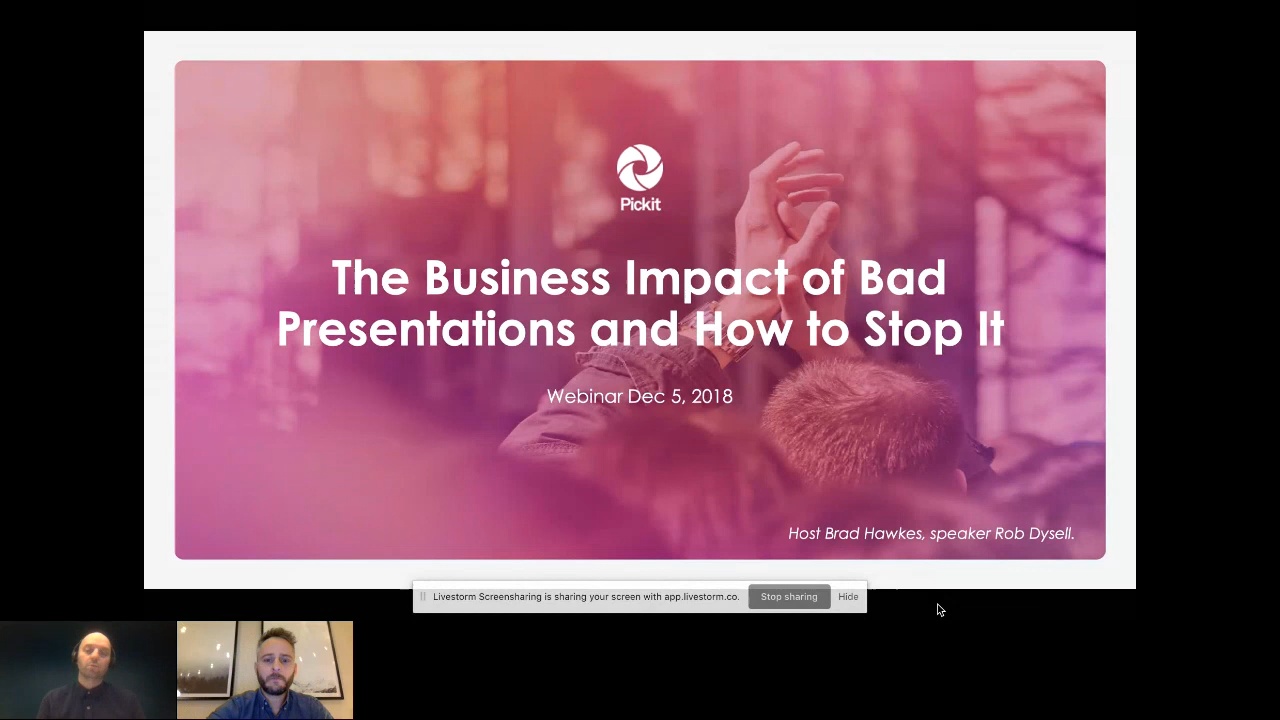 Pickit
The Business Impact of Bad
Presentations and How to Stop It
Webinar Dec 5, 2018
Host Brad Hawkes, speaker Rob Dysell.
Livestorm Screensharing is sharing your screen with app.livestorm.co.
Stop sharing
Hide